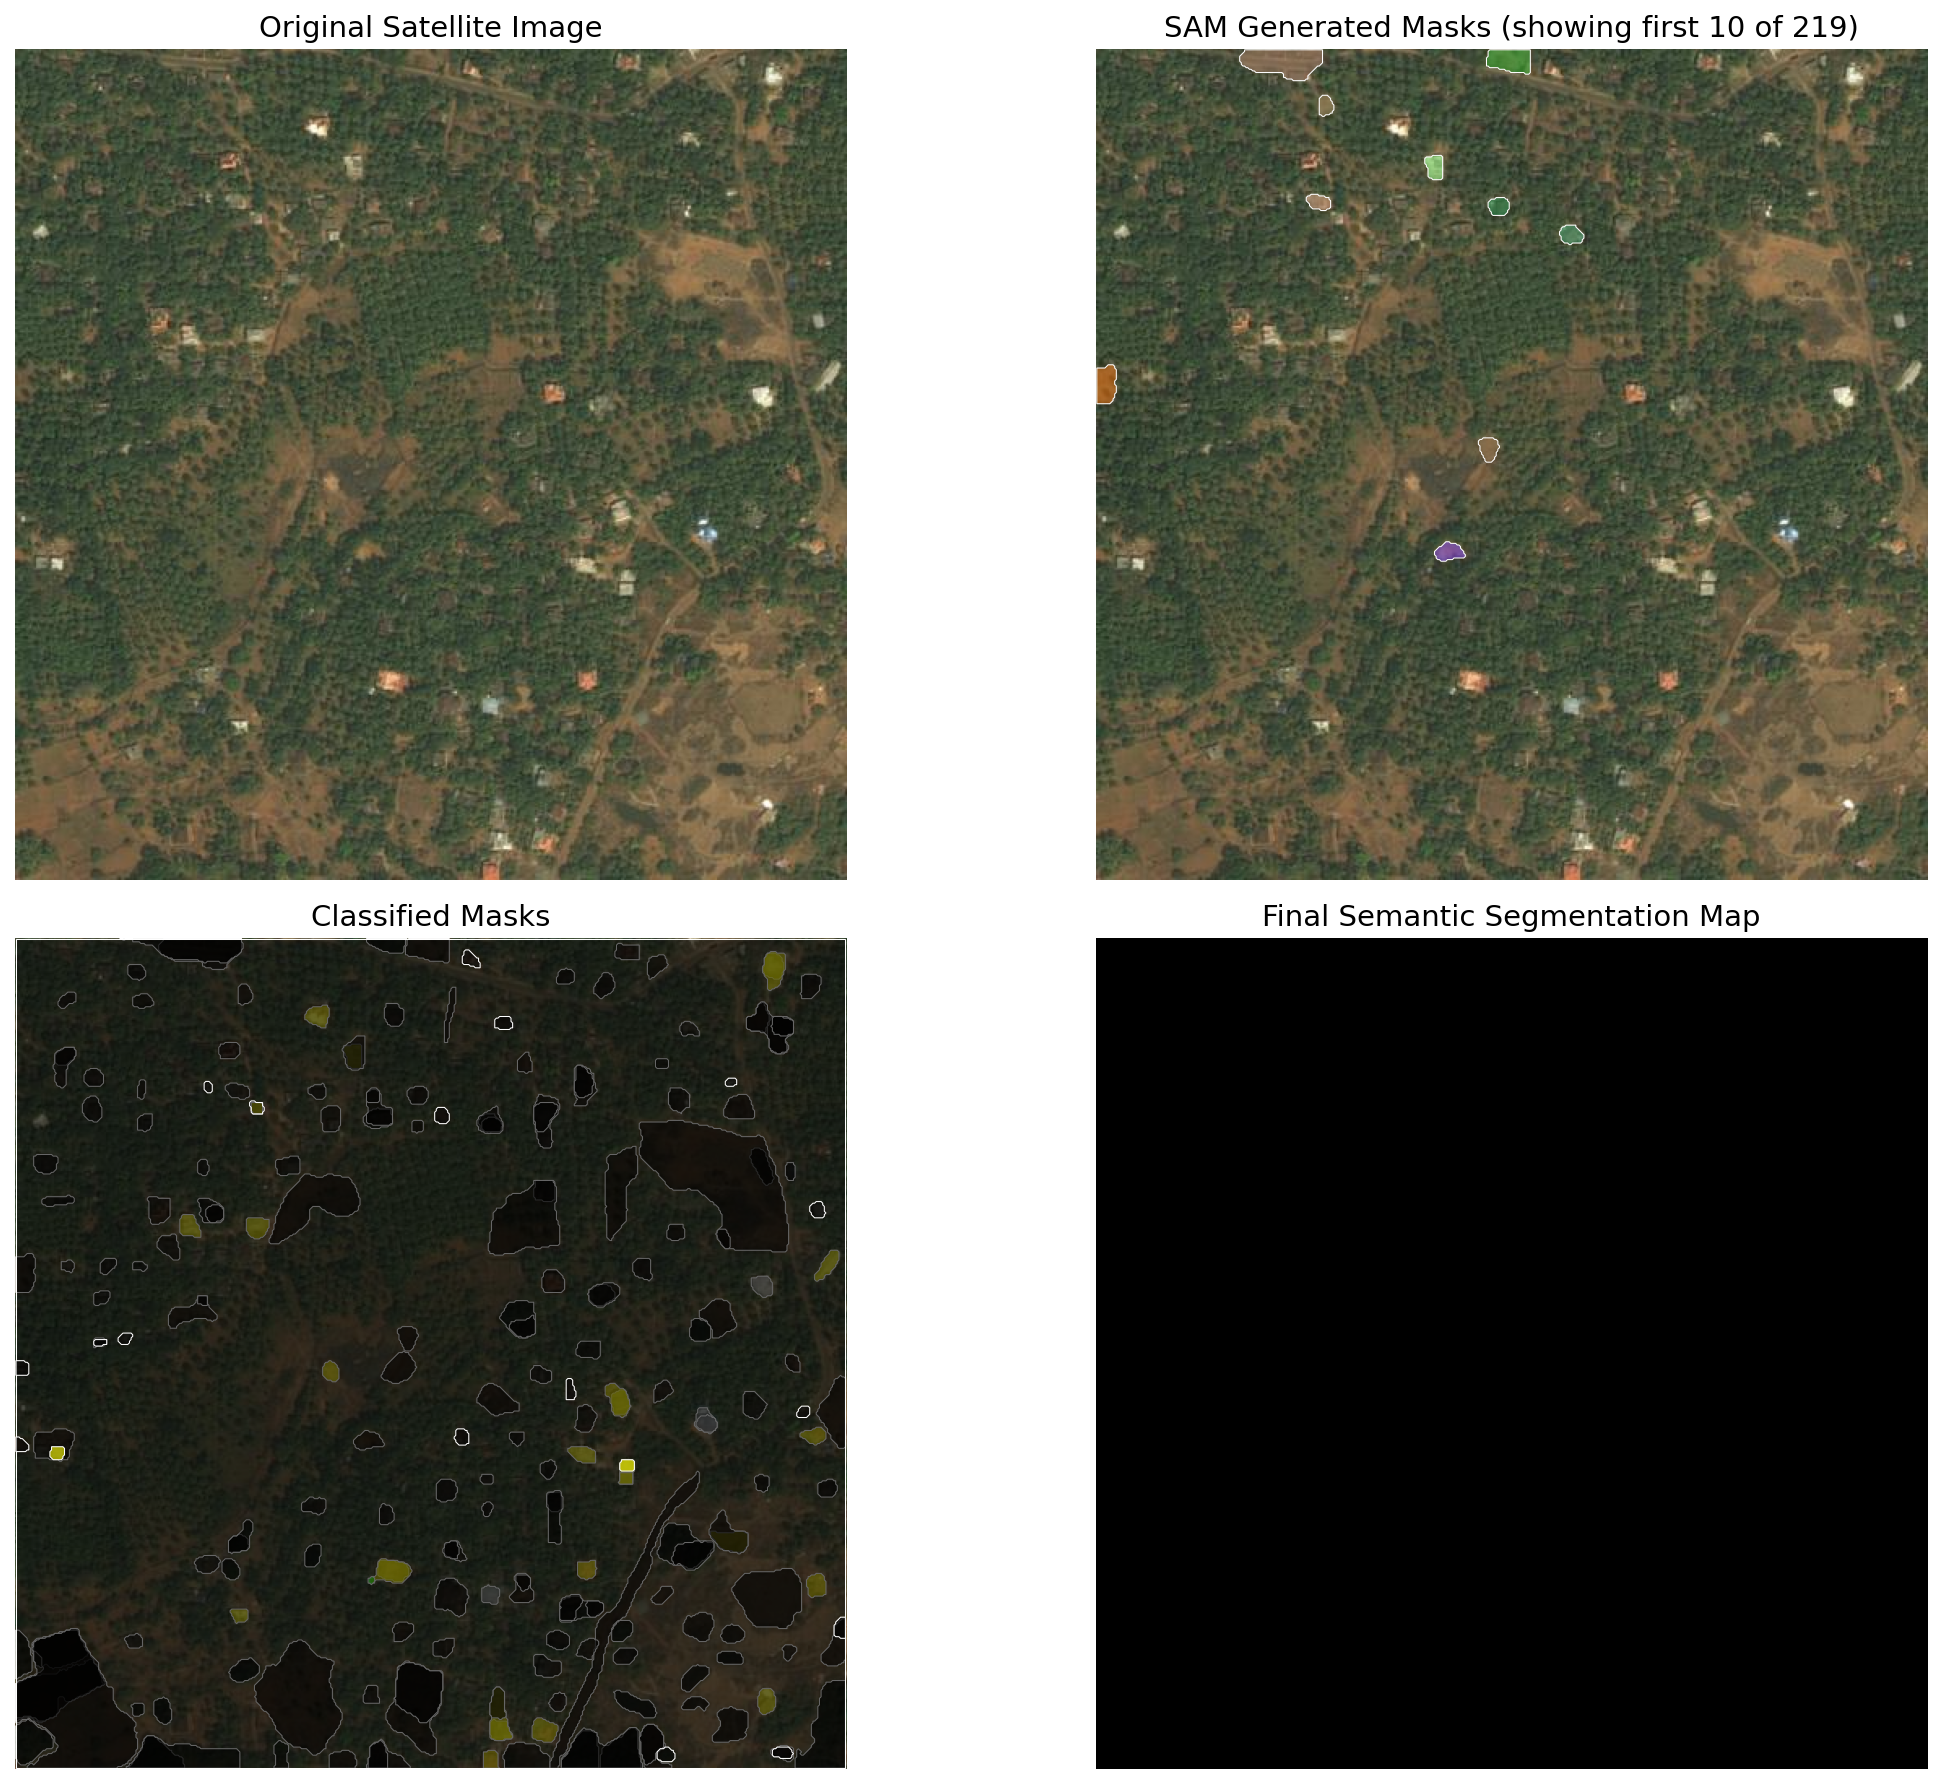 Original Satellite Image
SAM Generated Masks (showing first 10 of 219)
Classified Masks
Final Semantic Segmentation Map